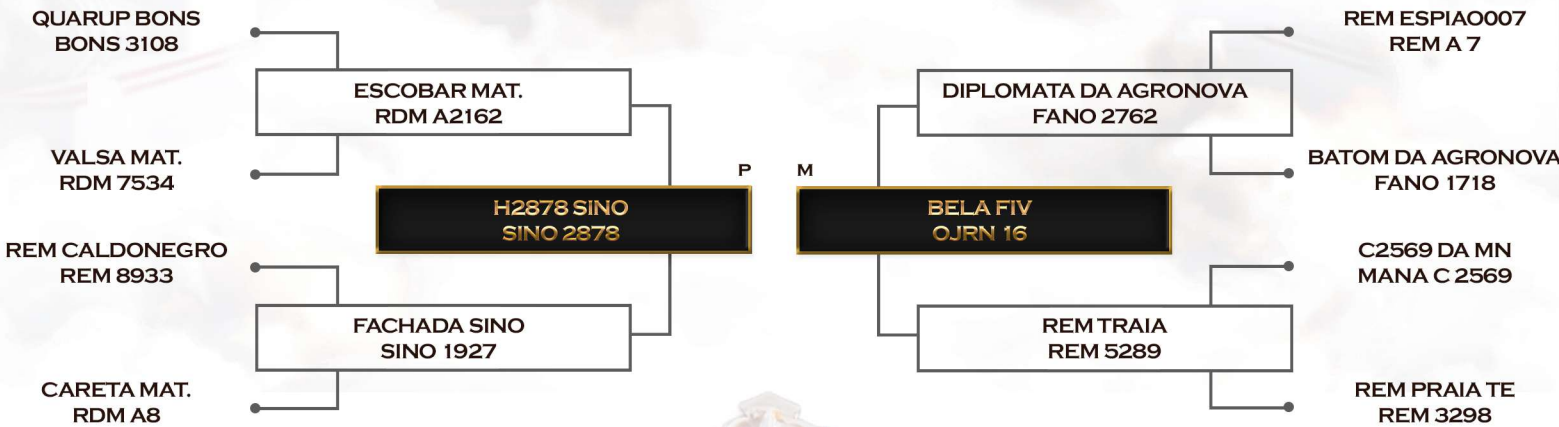 QUARUP BONS
BONS 3108
ESCOBAR MAT.
RDM A2162
VALSA MAT.
RDM 7534
P
H2878 SINO
SINO 2878
REM CALDONEGRO
REM 8933
FACHADA SINO
SINO 1927
CARETA MAT.
RDM A8
REM ESPIAO007
REM A 7
DIPLOMATA DA AGRONOVA
FANO 2762
BATOM DA AGRONOVA
FANO 1718
M
BELA FIV
OJRN 16
C2569 DA MN
MANA C 2569
REM TRAIA
REM 5289
REM PRAIA TE
REM 3298